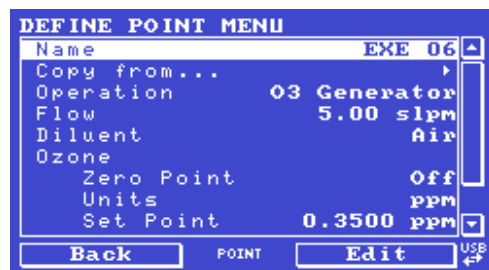 DEFINE POINT MENU
Name EXE 06
Copy from...
Operation O3 Generator
Flow 5.00 slpm
Diluent Air
Ozone
Zero Point Off
Units ppm
Set Point 0.3500 ppm
Back POINT Edit USB